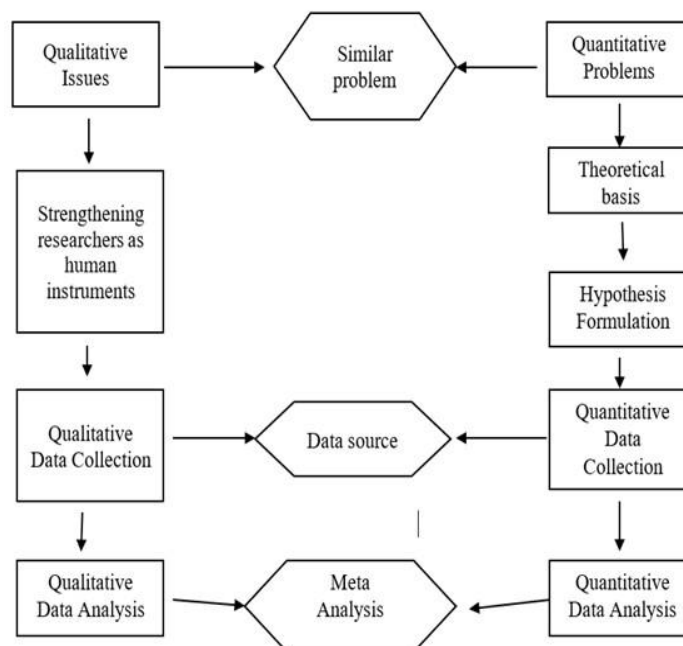 Qualitative
Issues
Similar
problem
Quantitative
Problems
Strengthening
researchers as
human
instruments
Theoretical
basis
Hypothesis
Formulation
Qualitative
Data Collection
Data source
Quantitative
Data
Collection
Qualitative
Data Analysis
Meta
Analysis
Quantitative
Data Analysis